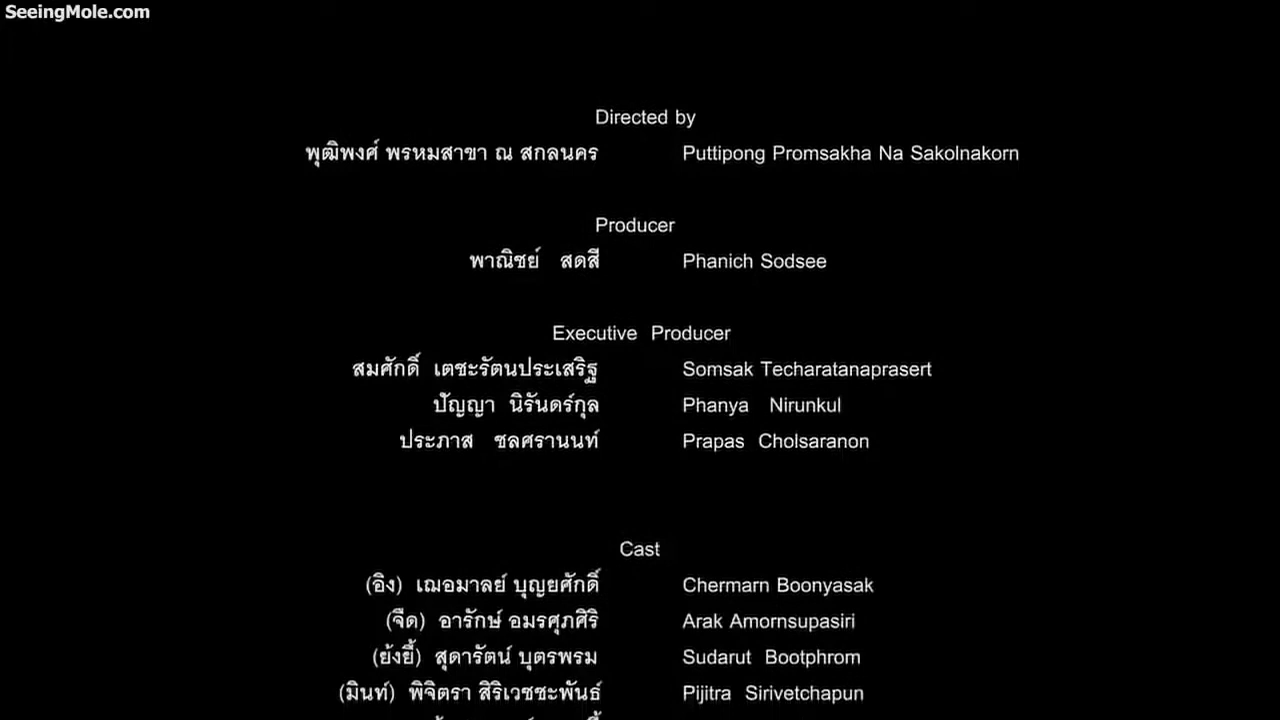 SeeingMole.com
Directed by
พุฒิพงศ์ พรหมสาขา ณ สกลนคร Puttipong Promsakha Na Sakolnakorn
Producer
พาณิชย์ สดสี Phanich Sodsee
Executive Producer
สมศักดิ์ เตชะรัตนประเสริฐ Somsak Techaratanaprasert
ปัญญา นิรันดร์กุล Phanya Nirunkul
ประภาส ชลศรานนท์ Prapas Cholsaranon
Cast
(อิง) เฌอมาลย์ บุญยศักดิ์ Chermarn Boonyasak
(จืด) อารักษ์ อมรศุภศิริ Arak Amornsupasiri
(ย้งยี้) สุดารัตน์ บุตรพรม Sudarut Bootphrom
(มินท์) พิจิตรา สิริเวชชะพันธ์ Pijitra Sirivetchapun